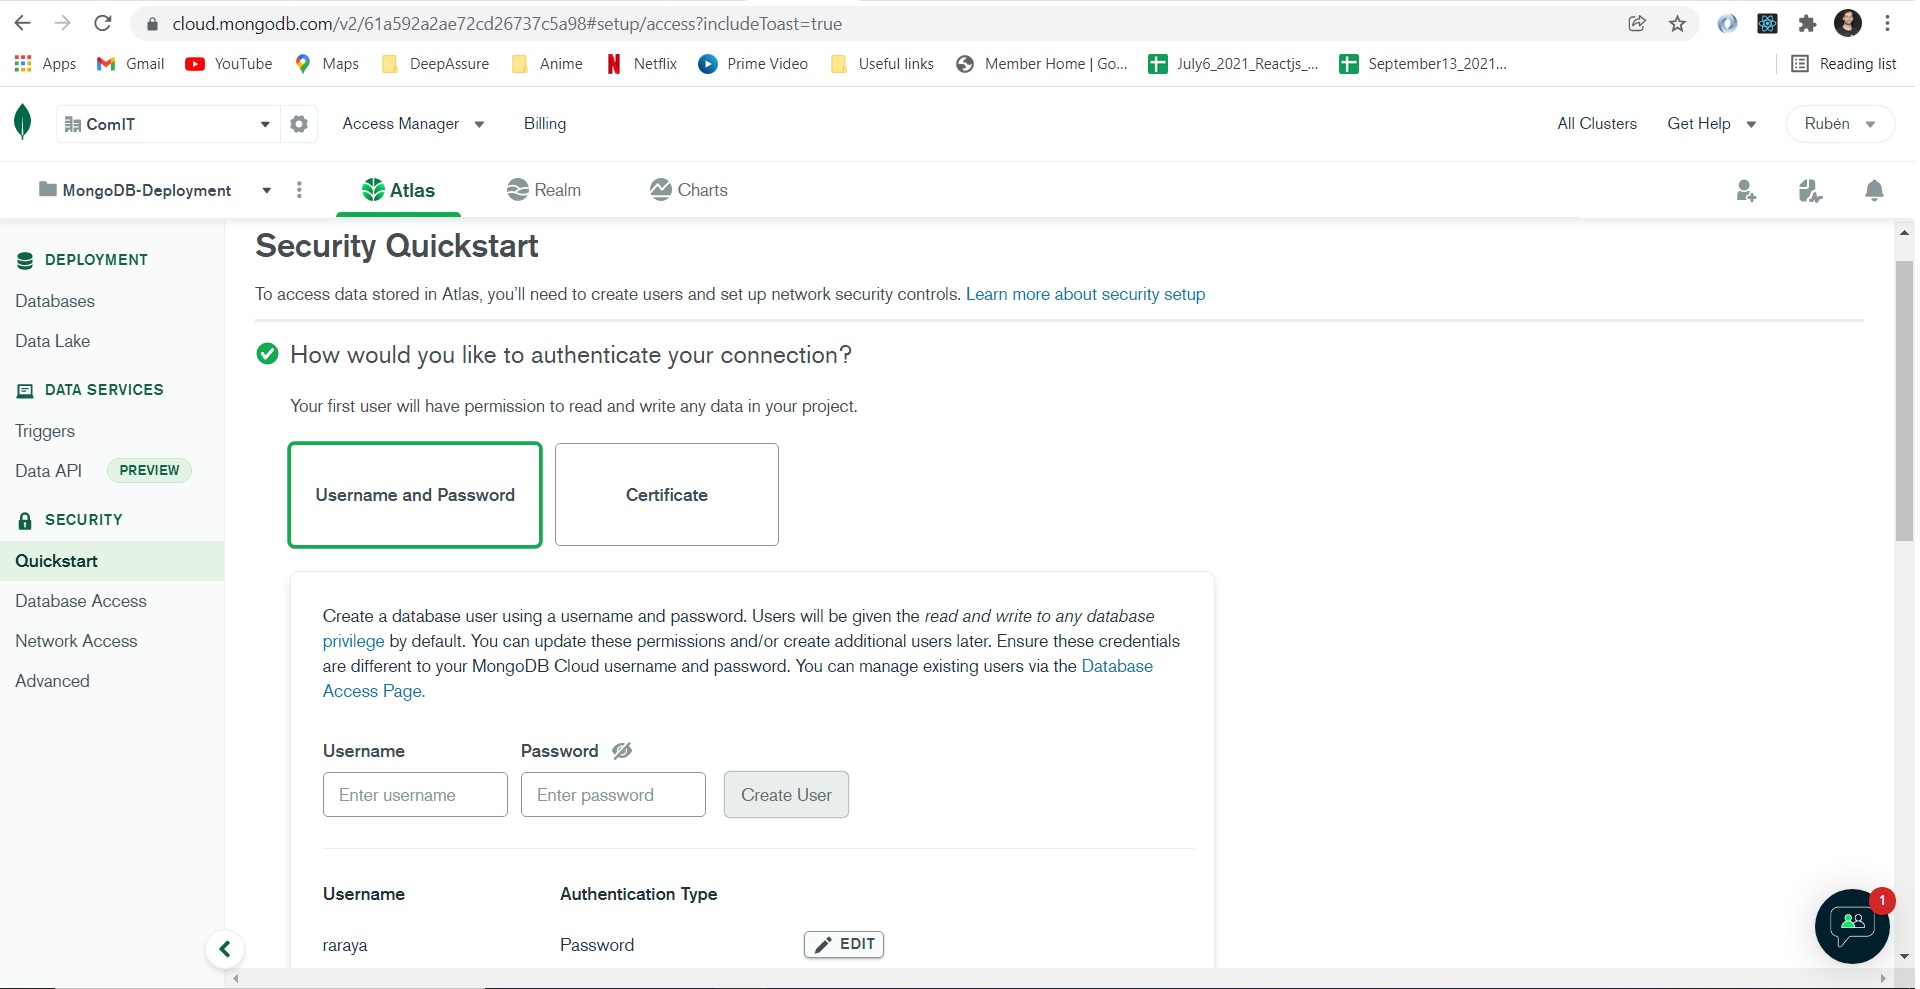 cloud.mongodb.com/v2/61a592a2ae72cd26737c5a98#setup/access?includeToast=true
Apps Gmail YouTube Maps DeepAssure Anime Netflix Prime Video Useful links Member Home | Go... July6_2021_Reactjs_... September13_2021... Reading list
ComIT Access Manager Billing All Clusters Get Help Rubén
MongoDB-Deployment Atlas Realm Charts
DEPLOYMENT
Databases
Data Lake
DATA SERVICES
Triggers
Data API PREVIEW
SECURITY
Quickstart
Database Access
Network Access
Advanced
Security Quickstart
To access data stored in Atlas, you'll need to create users and set up network security controls. Learn more about security setup
How would you like to authenticate your connection?
Your first user will have permission to read and write any data in your project.
Username and Password Certificate
Create a database user using a username and password. Users will be given the read and write to any database
privilege by default. You can update these permissions and/or create additional users later. Ensure these credentials
are different to your MongoDB Cloud username and password. You can manage existing users via the Database
Access Page.
Username Password
Enter username Enter password Create User
Username Authentication Type
raraya Password EDIT
1